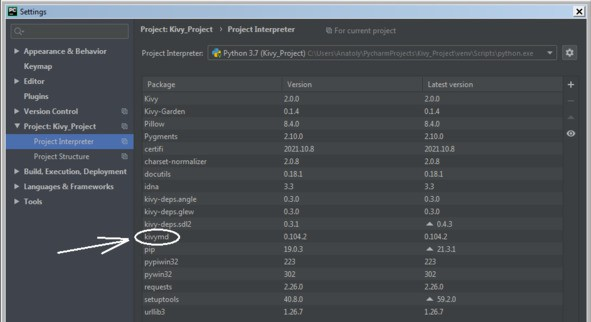 Settings
Appearance & Behavior
Keymap
Editor
Plugins
Version Control
Project: Kivy_Project
Project Interpreter
Project Structure
Build, Execution, Deployment
Languages & Frameworks
Tools
Project: Kivy_Project › Project Interpreter For current project
Project Interpreter: Python 3.7 (Kivy_Project) C:\Users\Anatoly\PycharmProjects\Kivy_Project\venv\Scripts\python.exe
Package Version Latest version
Kivy 2.0.0 2.0.0
Kivy-Garden 0.1.4 0.1.4
Pillow 8.4.0 8.4.0
Pygments 2.10.0 2.10.0
certifi 2021.10.8 2021.10.8
charset-normalizer 2.0.8 2.0.8
docutils 0.18.1 0.18.1
idna 3.3 3.3
kivy-deps.angle 0.3.0 0.3.0
kivy-deps.glew 0.3.0 0.3.0
kivy-deps.sdl2 0.3.1 0.4.3
kivymd 0.104.2 0.104.2
pip 19.0.3 21.3.1
pypiwin32 223 223
pywin32 302 302
requests 2.26.0 2.26.0
setuptools 40.8.0 59.2.0
urllib3 1.26.7 1.26.7